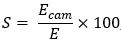 S = E_cam / E × 100,